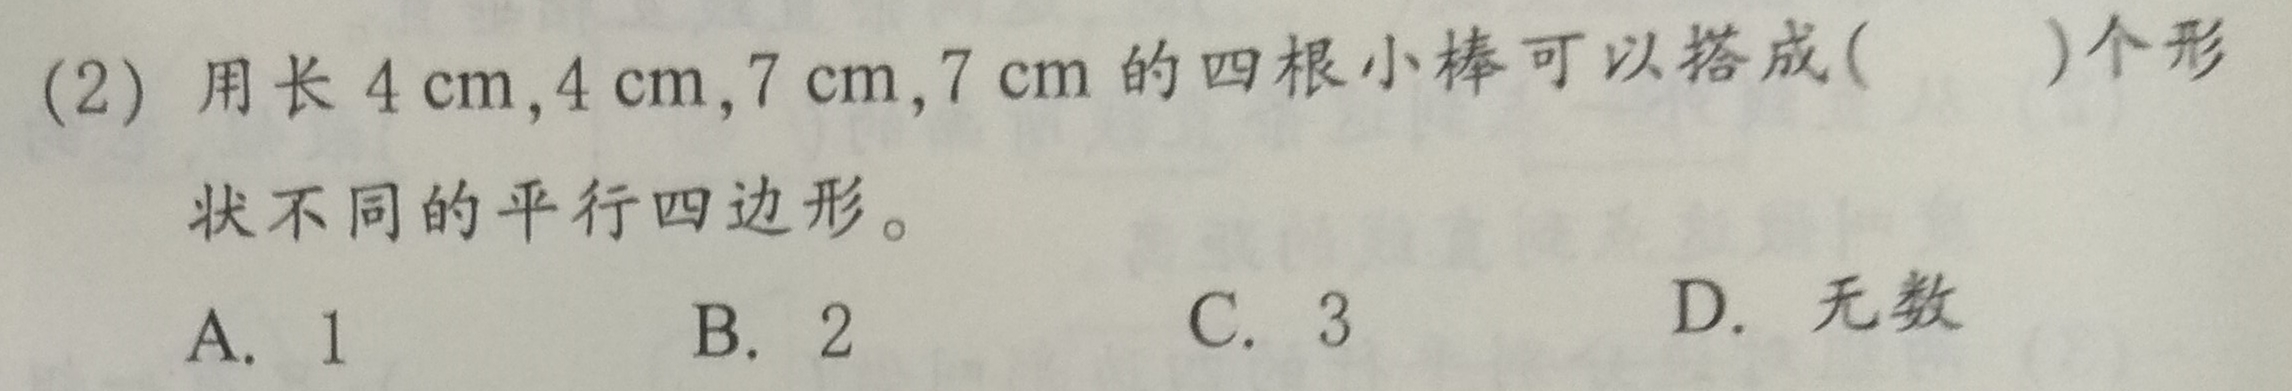 (2) 用长 4 cm,4 cm,7 cm,7 cm 的四根小棒可以搭成(　　)个形
状不同的平行四边形。
A. 1　　B. 2　　C. 3　　D. 无数